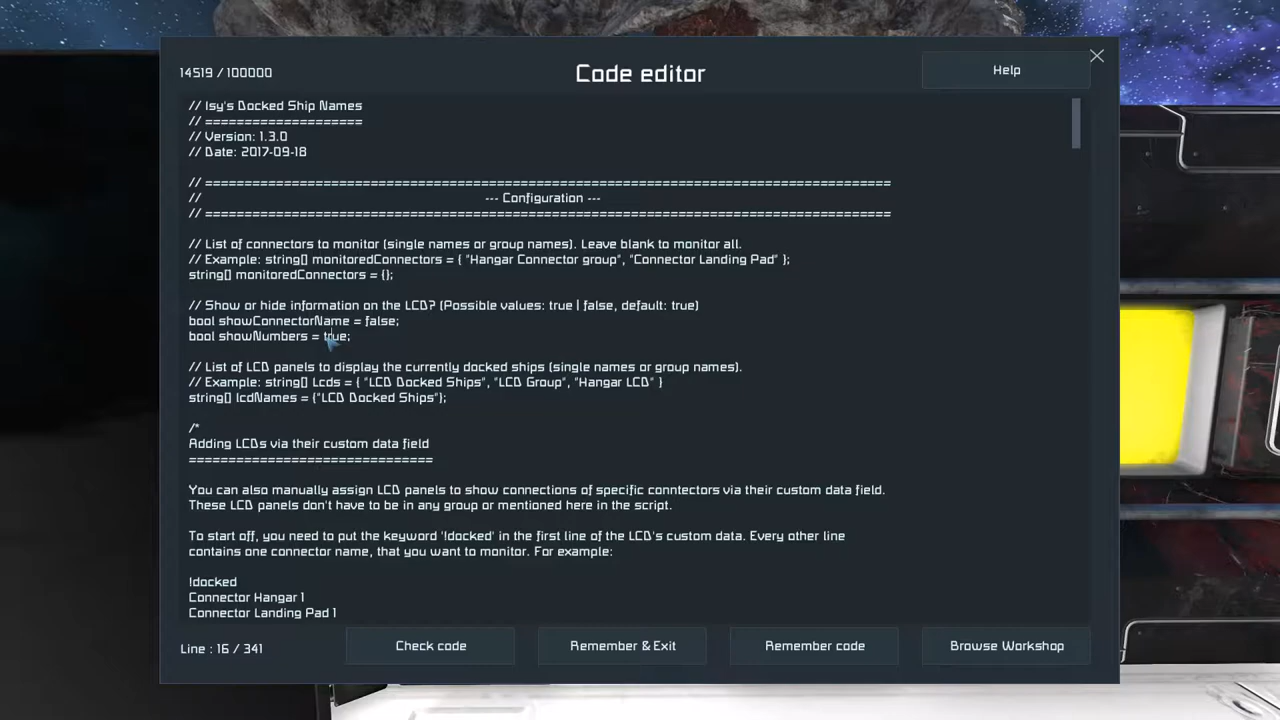 14519 / 100000
Code editor
Help
// Isy's Docked Ship Names
// ====================
// Version: 1.3.0
// Date: 2017-09-18
// =======================================================================================
// --- Configuration ---
// =======================================================================================
// List of connectors to monitor (single names or group names). Leave blank to monitor all.
// Example: string[] monitoredConnectors = { "Hangar Connector group", "Connector Landing Pad" };
string[] monitoredConnectors = {};
// Show or hide information on the LCD? (Possible values: true | false, default: true)
bool showConnectorName = false;
bool showNumbers = true;
// List of LCD panels to display the currently docked ships (single names or group names).
// Example: string[] Lcds = { "LCD Docked Ships", "LCD Group", "Hangar LCD" }
string[] lcdNames = {"LCD Docked Ships"};
/*
Adding LCDs via their custom data field
===============================
You can also manually assign LCD panels to show connections of specific conntectors via their custom data field.
These LCD panels don't have to be in any group or mentioned here in the script.
To start off, you need to put the keyword '!docked' in the first line of the LCD's custom data. Every other line
contains one connector name, that you want to monitor. For example:
!docked
Connector Hangar 1
Connector Landing Pad 1
Line : 16 / 341
Check code
Remember & Exit
Remember code
Browse Workshop